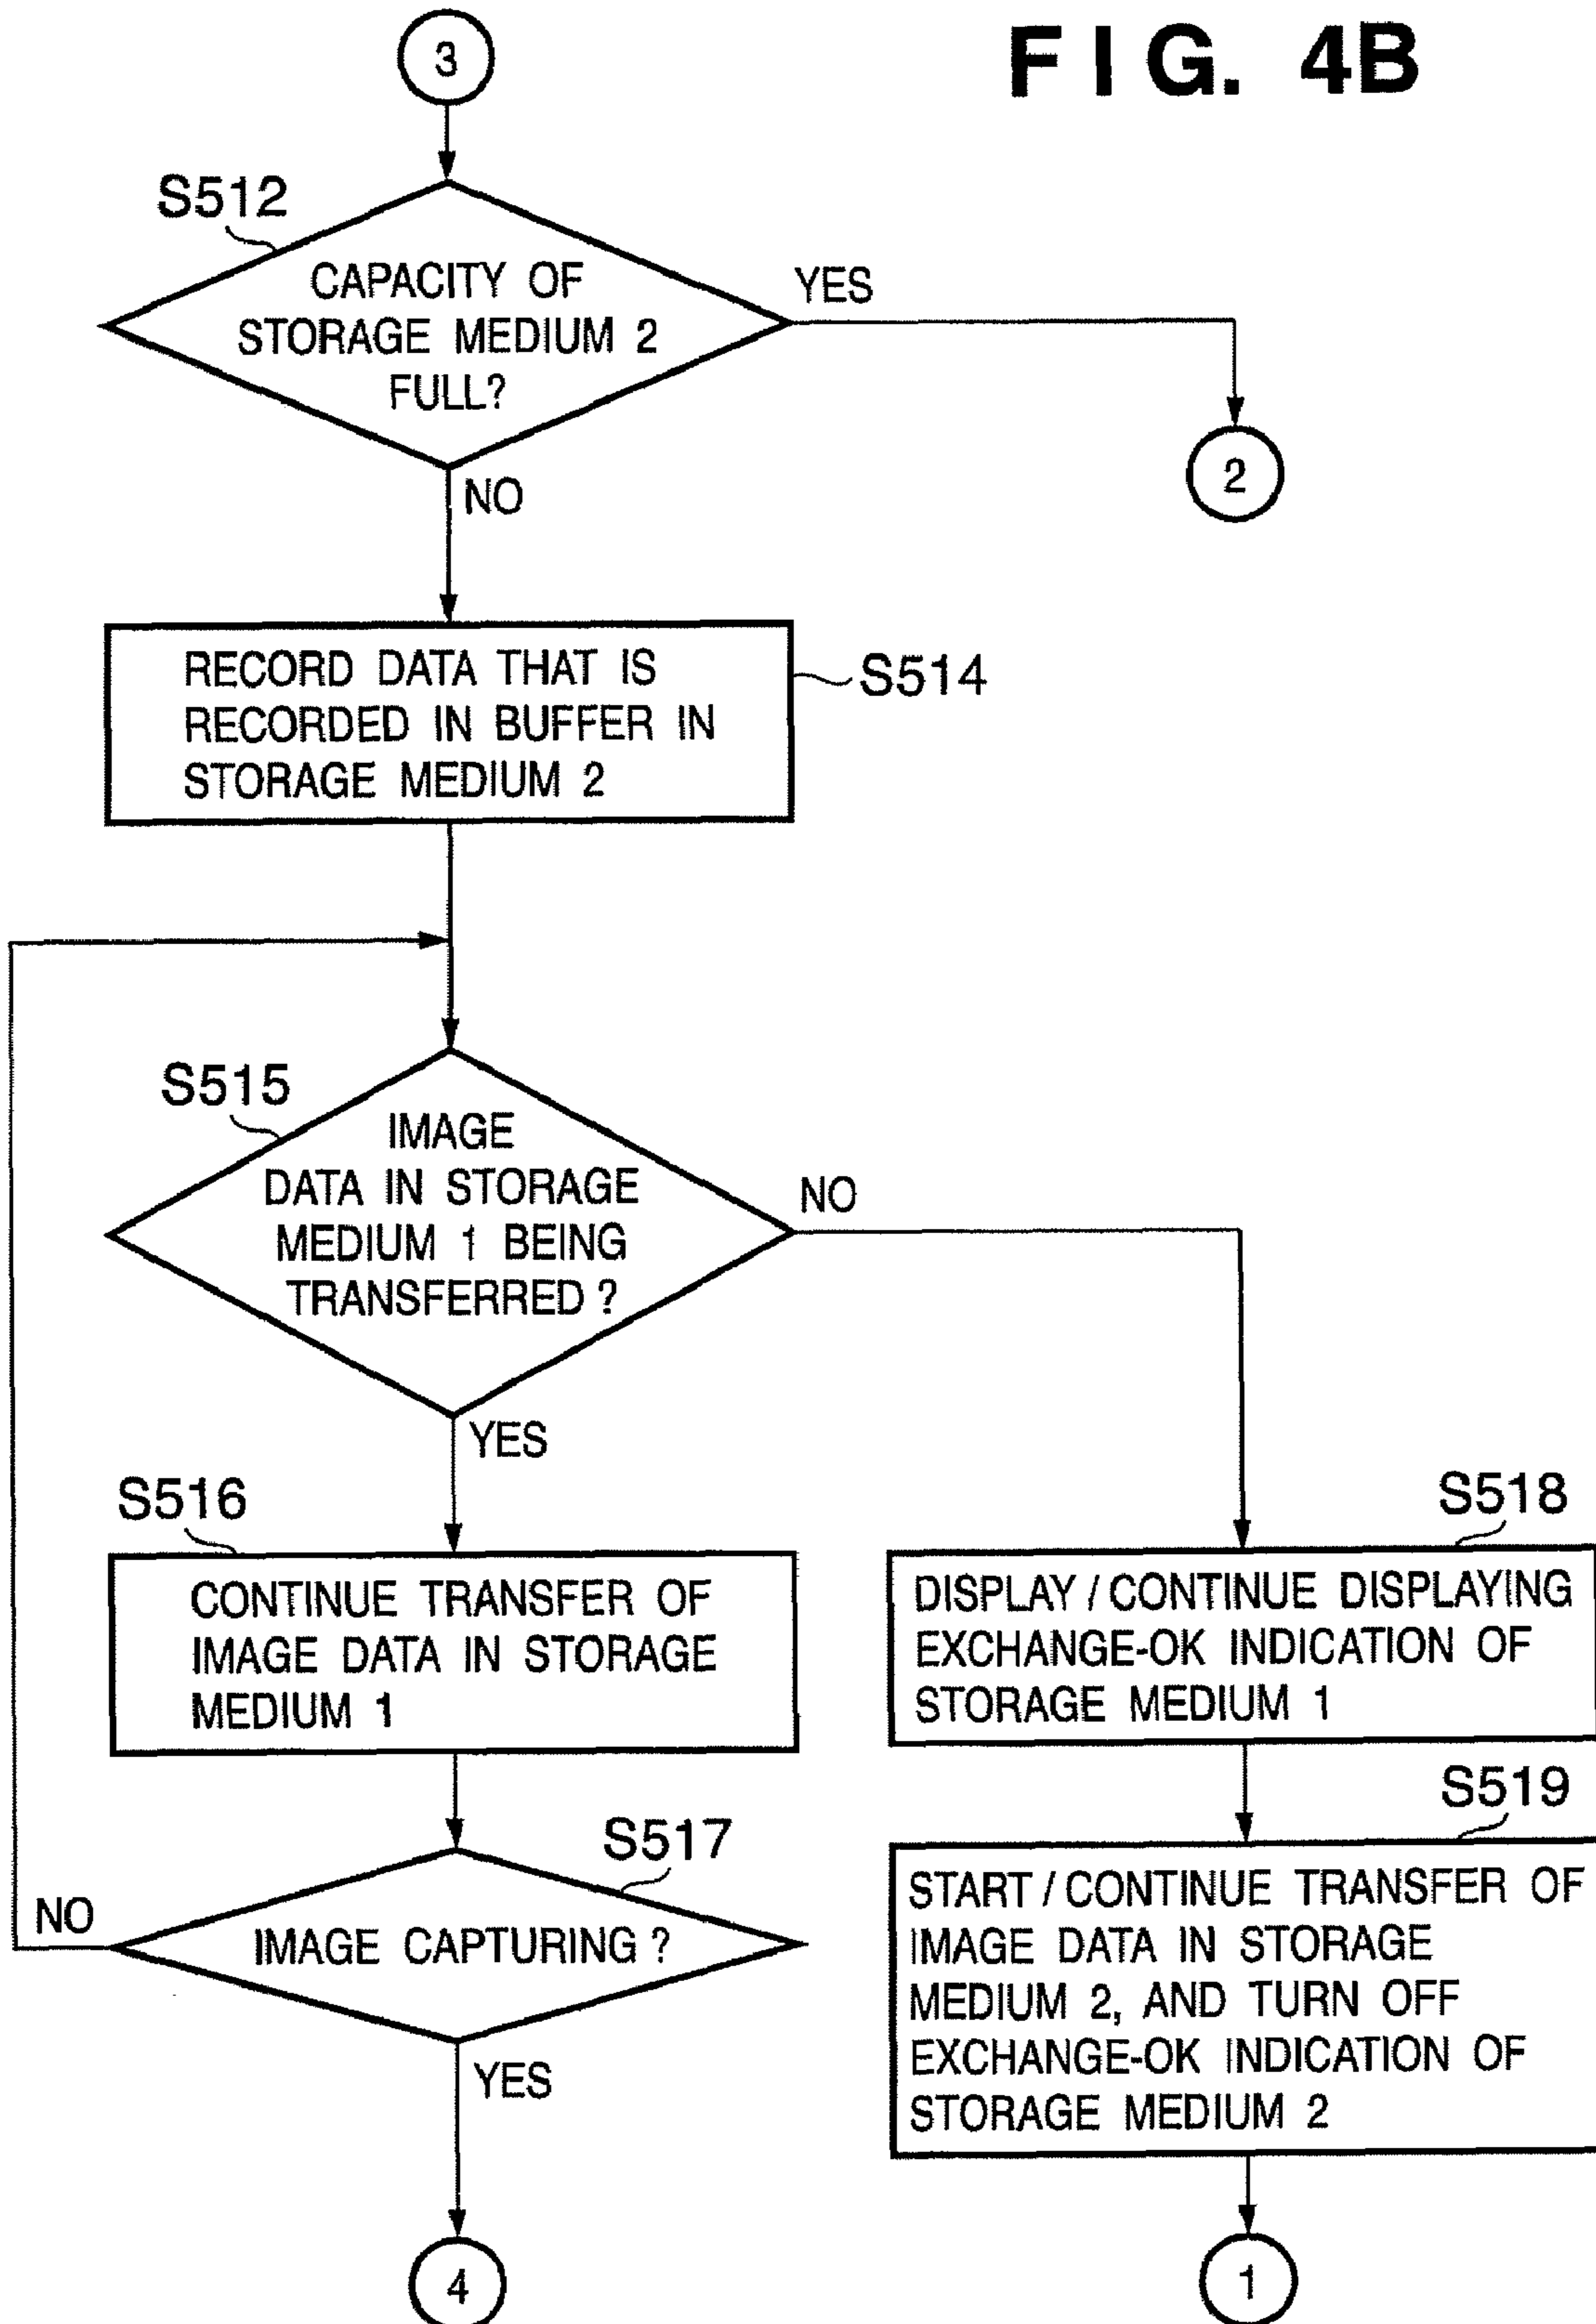 3
FIG. 4B
S512
CAPACITY OF
STORAGE MEDIUM 2
FULL?
YES
2
NO
RECORD DATA THAT IS
RECORDED IN BUFFER IN
STORAGE MEDIUM 2
S514
S515
IMAGE
DATA IN STORAGE
MEDIUM 1 BEING
TRANSFERRED ?
NO
YES
S516
CONTINUE TRANSFER OF
IMAGE DATA IN STORAGE
MEDIUM 1
S518
DISPLAY / CONTINUE DISPLAYING
EXCHANGE-OK INDICATION OF
STORAGE MEDIUM 1
S517
IMAGE CAPTURING ?
NO
YES
4
S519
START / CONTINUE TRANSFER OF
IMAGE DATA IN STORAGE
MEDIUM 2, AND TURN OFF
EXCHANGE-OK INDICATION OF
STORAGE MEDIUM 2
1